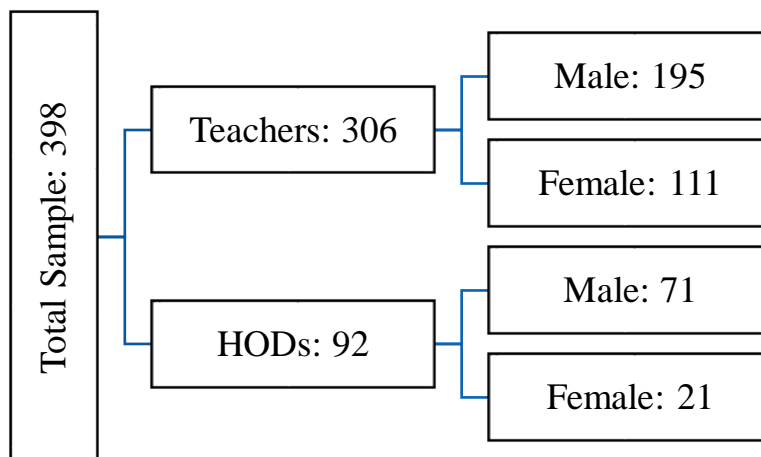 Total Sample: 398
Teachers: 306
Male: 195
Female: 111
HODs: 92
Male: 71
Female: 21